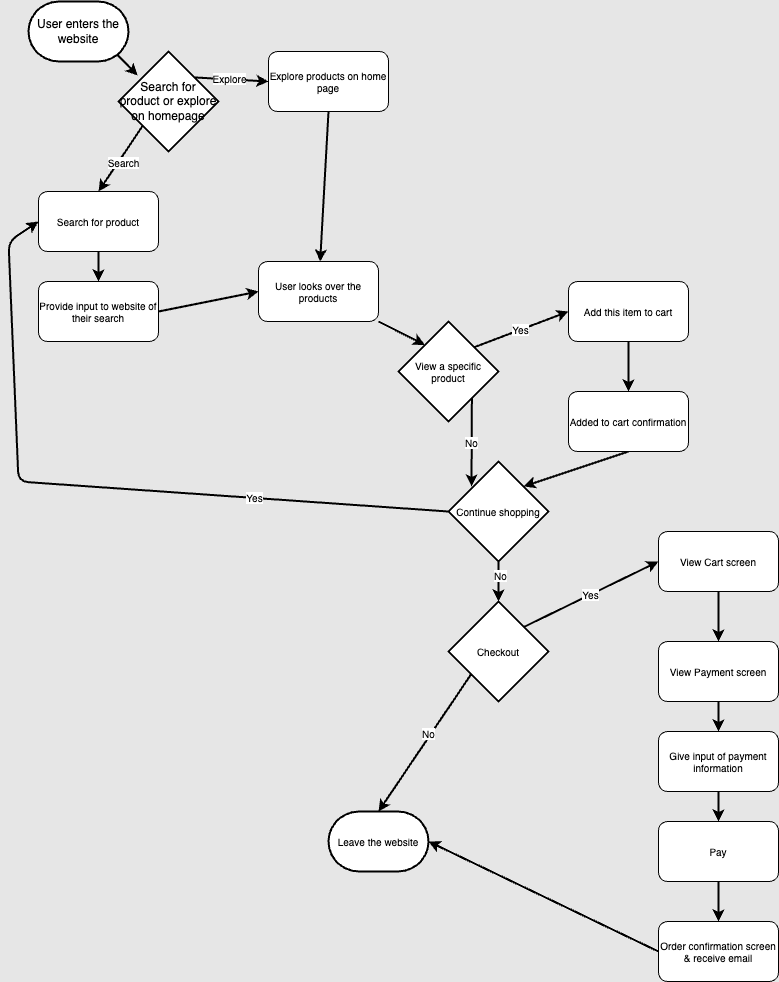 User enters the
website
Search for
product or explore
on homepage
Explore
Explore products on home
page
Search
Search for product
Provide input to website of
their search
User looks over the
products
View a specific
product
Yes
Add this item to cart
Added to cart confirmation
No
Continue shopping
Yes
No
Checkout
Yes
View Cart screen
View Payment screen
Give input of payment
information
Pay
Order confirmation screen
& receive email
No
Leave the website